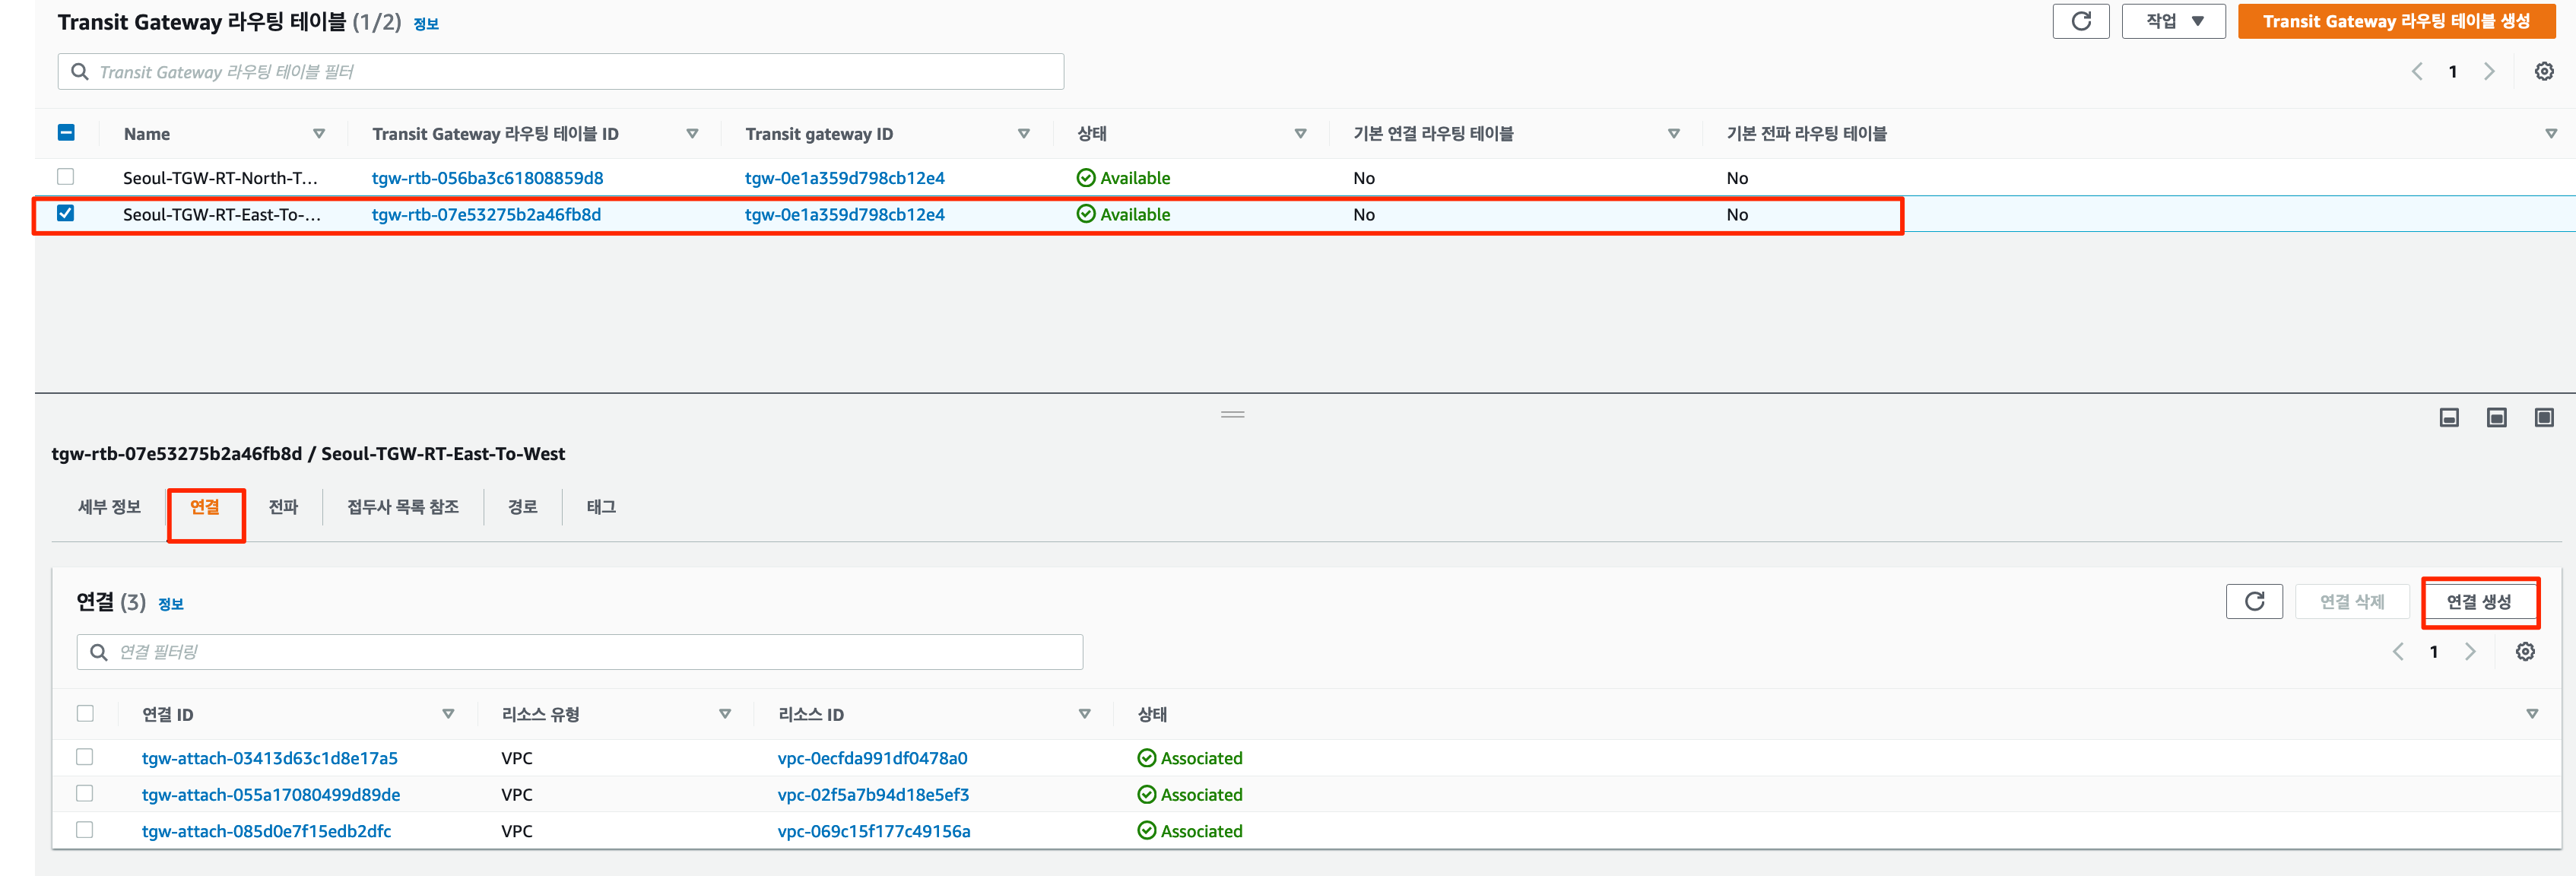 Transit Gateway 라우팅 테이블 (1/2) 정보
작업 Transit Gateway 라우팅 테이블 생성
Transit Gateway 라우팅 테이블 필터
1
Name Transit Gateway 라우팅 테이블 ID Transit gateway ID 상태 기본 연결 라우팅 테이블 기본 전파 라우팅 테이블
Seoul-TGW-RT-North-T... tgw-rtb-056ba3c61808859d8 tgw-0e1a359d798cb12e4 Available No No
Seoul-TGW-RT-East-To-... tgw-rtb-07e53275b2a46fb8d tgw-0e1a359d798cb12e4 Available No No
tgw-rtb-07e53275b2a46fb8d / Seoul-TGW-RT-East-To-West
세부 정보 연결 전파 접두사 목록 참조 경로 태그
연결 (3) 정보
연결 삭제 연결 생성
연결 필터링
1
연결 ID 리소스 유형 리소스 ID 상태
tgw-attach-03413d63c1d8e17a5 VPC vpc-0ecfda991df0478a0 Associated
tgw-attach-055a17080499d89de VPC vpc-02f5a7b94d18e5ef3 Associated
tgw-attach-085d0e7f15edb2dfc VPC vpc-069c15f177c49156a Associated